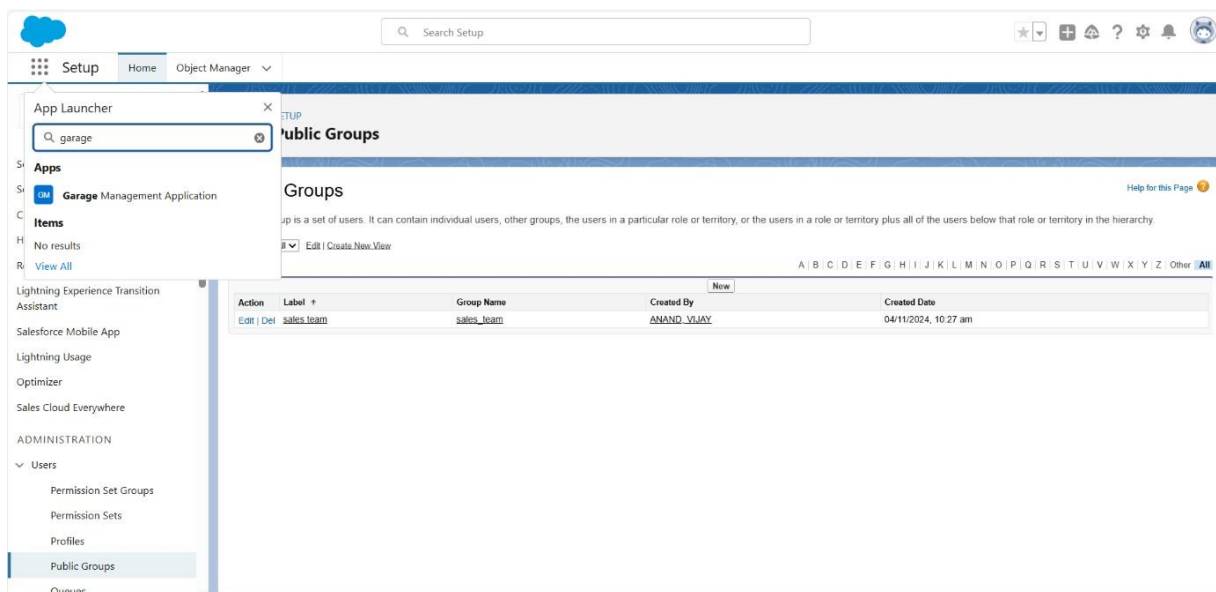 Search Setup
Setup
Home
Object Manager
App Launcher
garage
Apps
GM
Garage Management Application
Items
No results
View All
Lightning Experience Transition
Assistant
Salesforce Mobile App
Lightning Usage
Optimizer
Sales Cloud Everywhere
ADMINISTRATION
Users
Permission Set Groups
Permission Sets
Profiles
Public Groups
Queues
Public Groups
Groups
Help for this Page
is a set of users. It can contain individual users, other groups, the users in a particular role or territory, or the users in a role or territory plus all of the users below that role or territory in the hierarchy.
Edit | Create New View
A | B | C | D | E | F | G | H | I | J | K | L | M | N | O | P | Q | R | S | T | U | V | W | X | Y | Z | Other | All
New
Action Label Group Name Created By Created Date
Edit | Del sales team sales_team ANAND, VIJAY 04/11/2024, 10:27 am